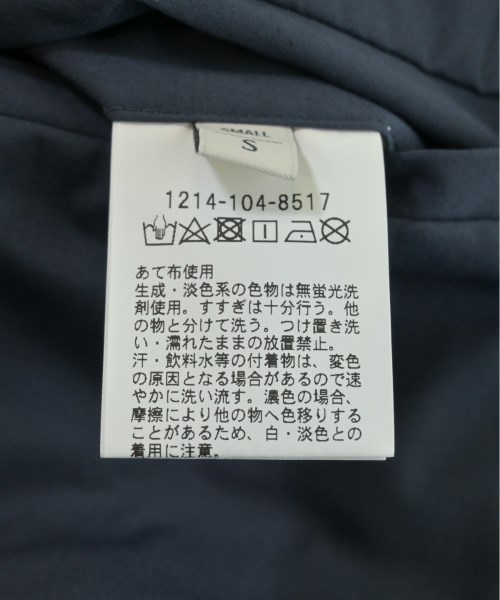 SMALL
S
1214-104-8517
あて布使用
生成・淡色系の色物は無蛍光洗
剤使用。すすぎは十分行う。他
の物と分けて洗う。つけ置き洗
い・濡れたままの放置禁止。
汗・飲料水等の付着物は、変色
の原因となる場合があるので速
やかに洗い流す。濃色の場合、
摩擦により他の物へ色移りする
ことがあるため、白・淡色との
着用に注意。